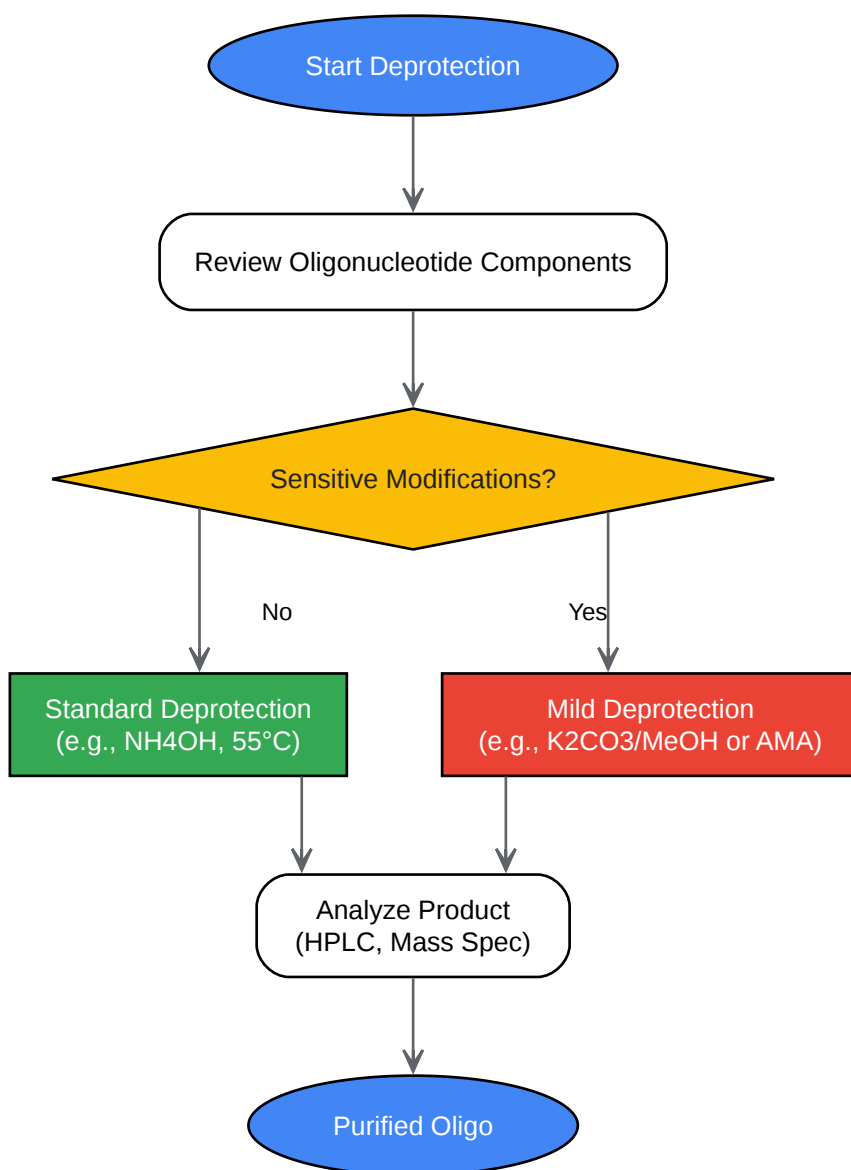 Start Deprotection
Review Oligonucleotide Components
Sensitive Modifications?
No
Yes
Standard Deprotection
(e.g., NH4OH, 55°C)
Mild Deprotection
(e.g., K2CO3/MeOH or AMA)
Analyze Product
(HPLC, Mass Spec)
Purified Oligo